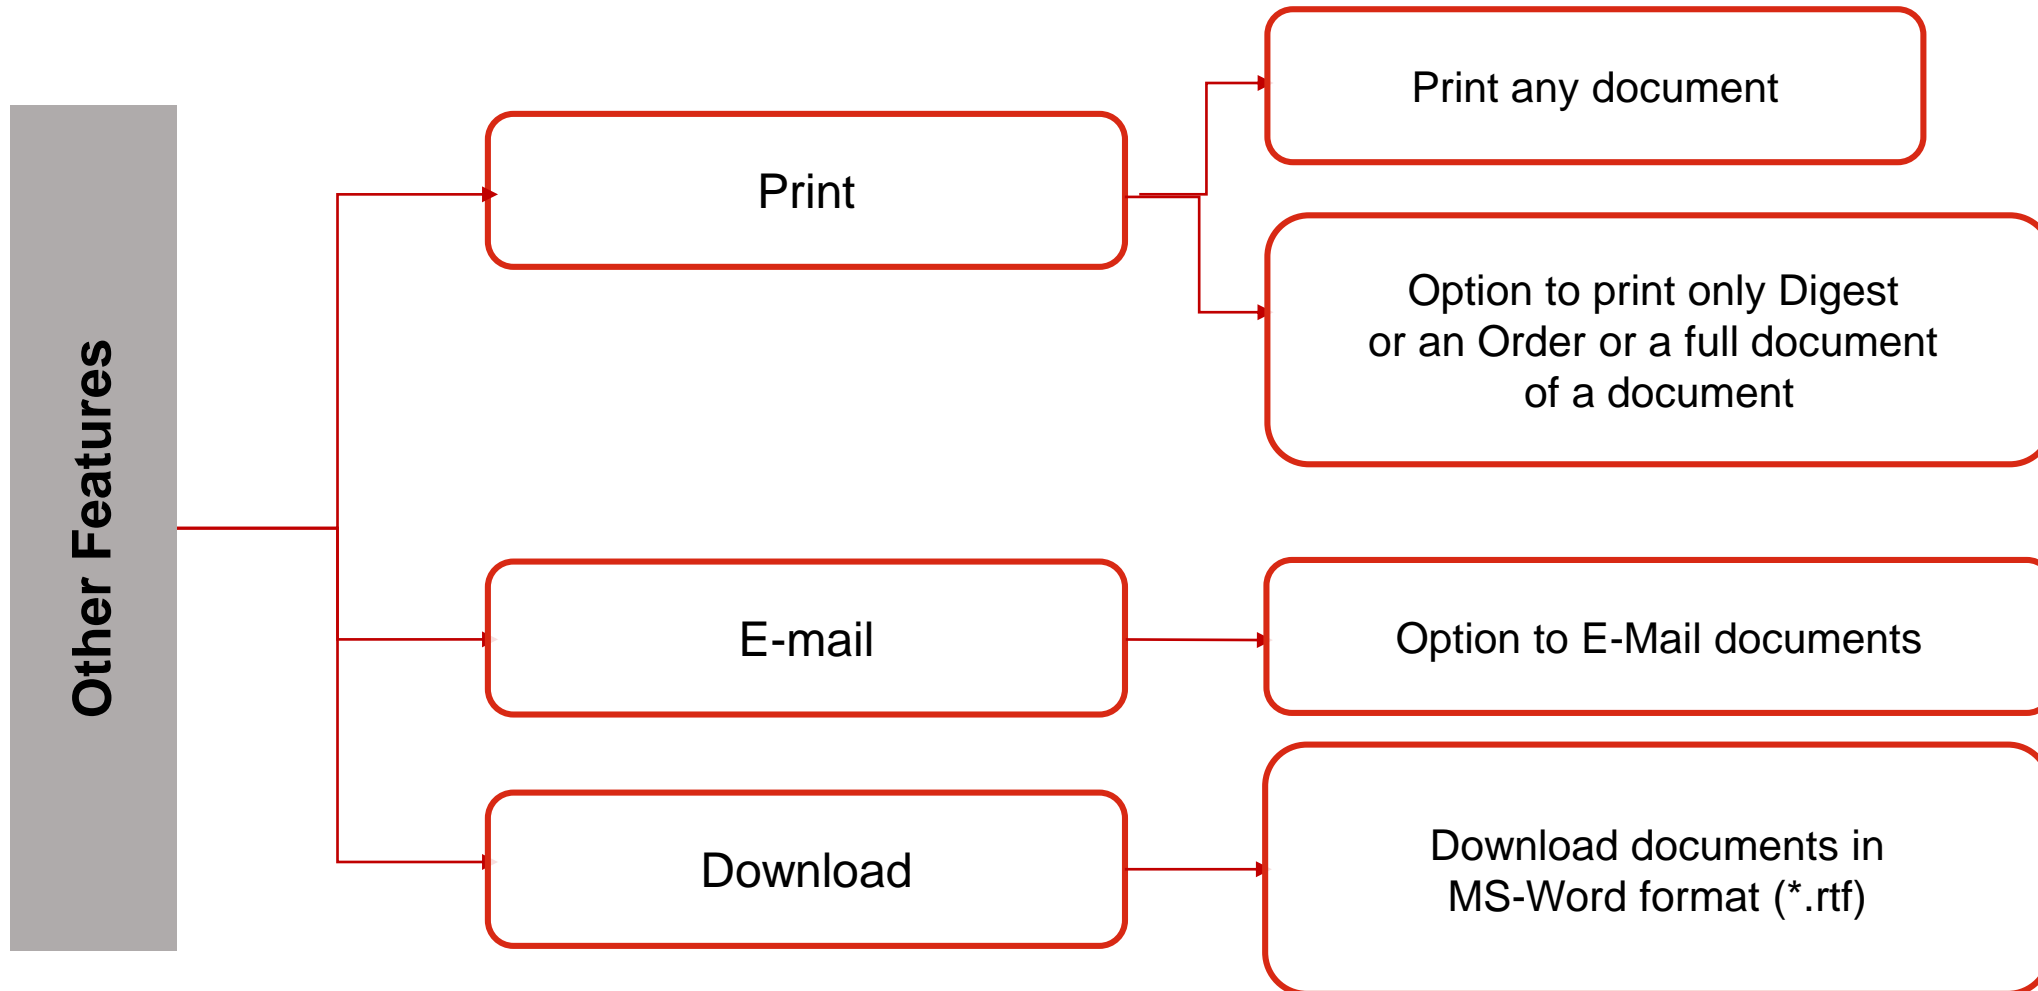 Other Features
Print
Print any document
Option to print only Digest
or an Order or a full document
of a document
E-mail
Option to E-Mail documents
Download
Download documents in
MS-Word format (*.rtf)